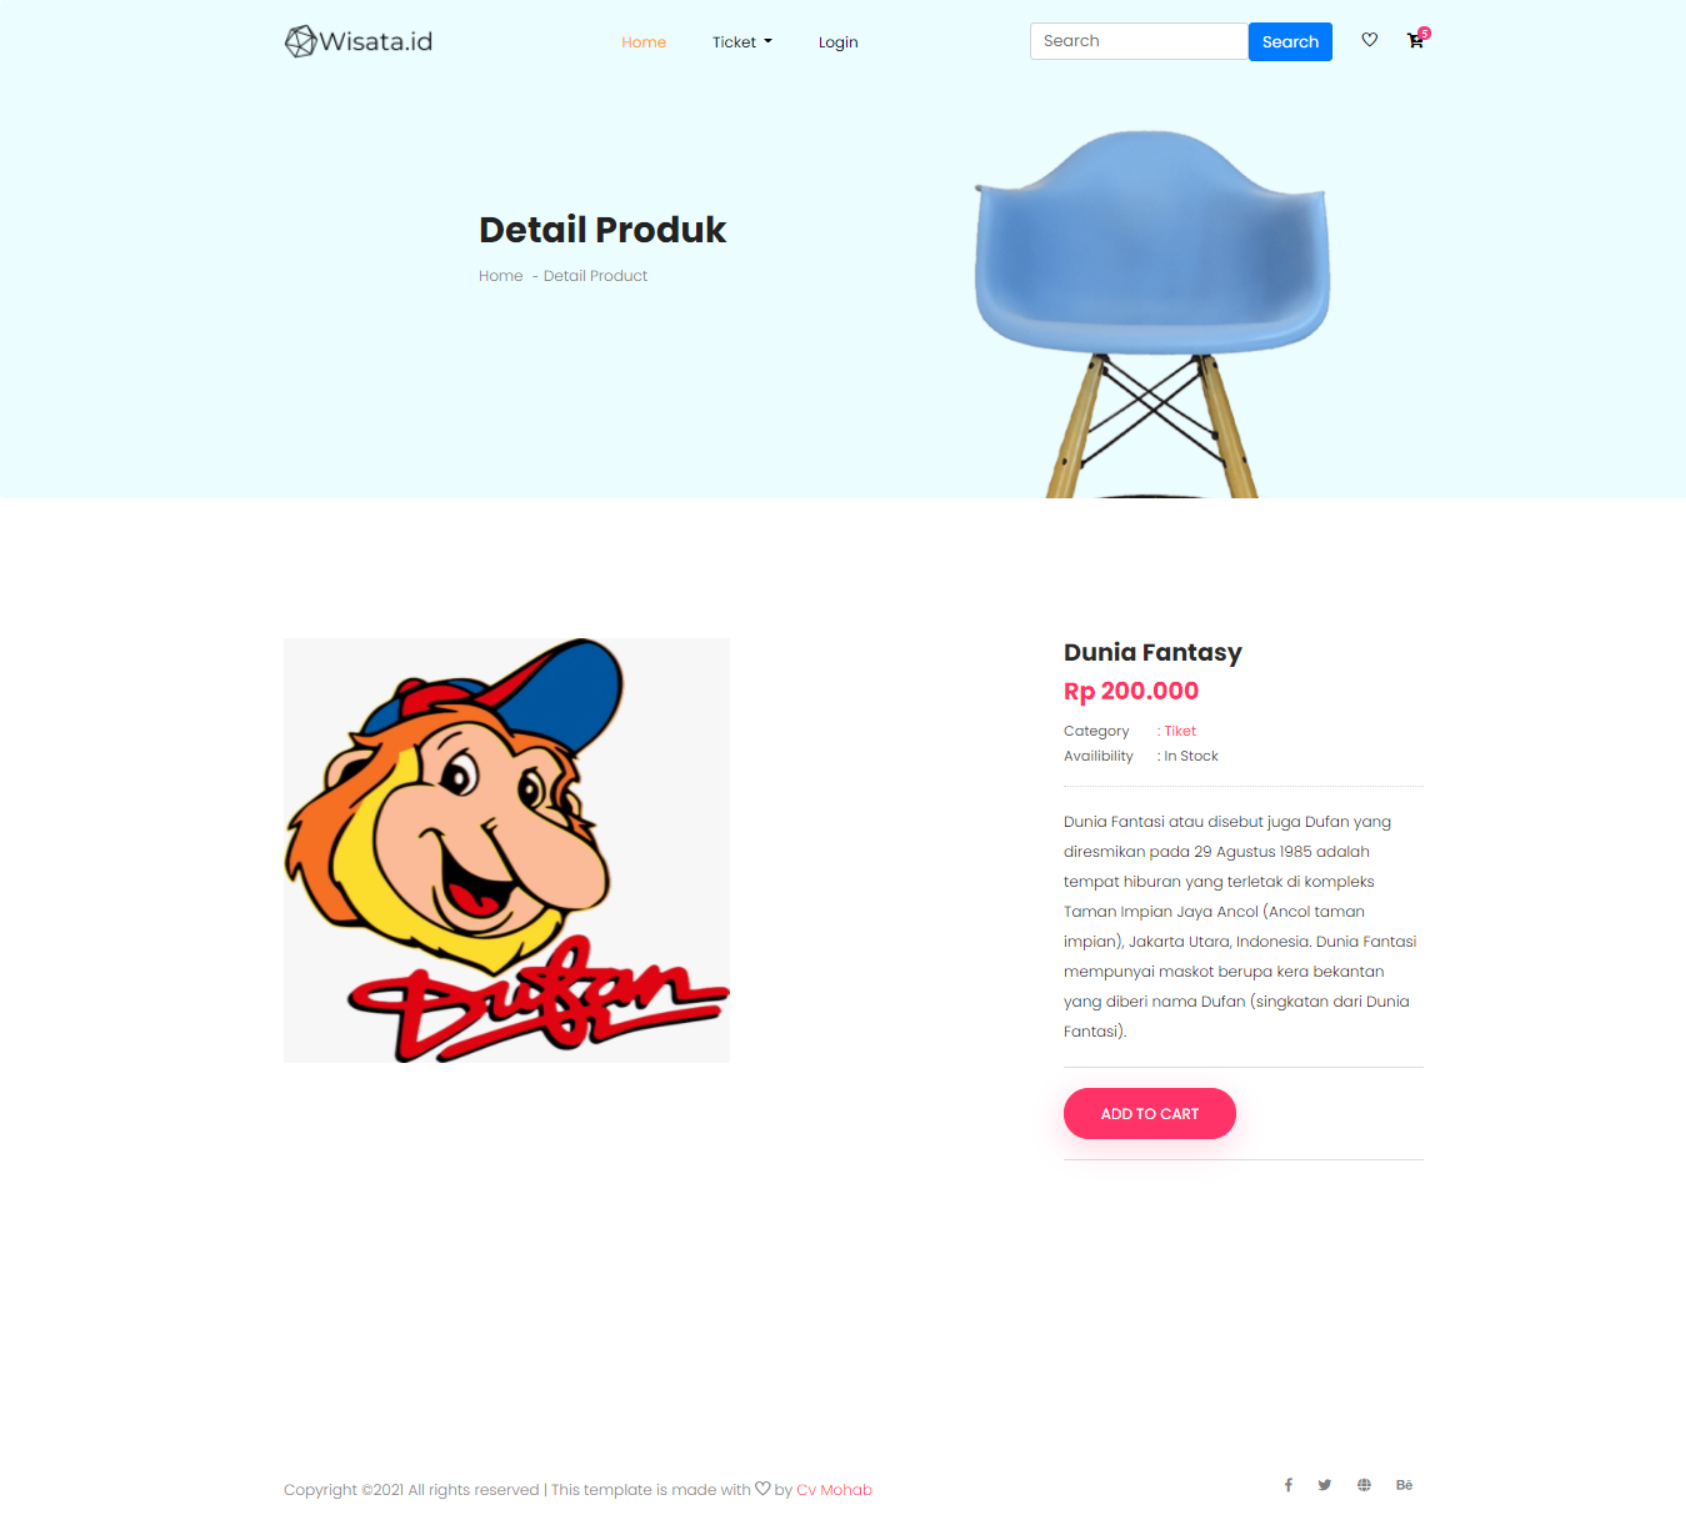 Wisata.id
Home Ticket Login
Search Search 5
Detail Produk
Home - Detail Product
Dunia Fantasy
Rp 200.000
Category : Tiket
Availibility : In Stock
Dunia Fantasi atau disebut juga Dufan yang
diresmikan pada 29 Agustus 1985 adalah
tempat hiburan yang terletak di kompleks
Taman Impian Jaya Ancol (Ancol taman
impian), Jakarta Utara, Indonesia. Dunia Fantasi
mempunyai maskot berupa kera bekantan
yang diberi nama Dufan (singkatan dari Dunia
Fantasi).
Dufan
ADD TO CART
Copyright ©2021 All rights reserved | This template is made with ♡ by Cv Mohab
Bē